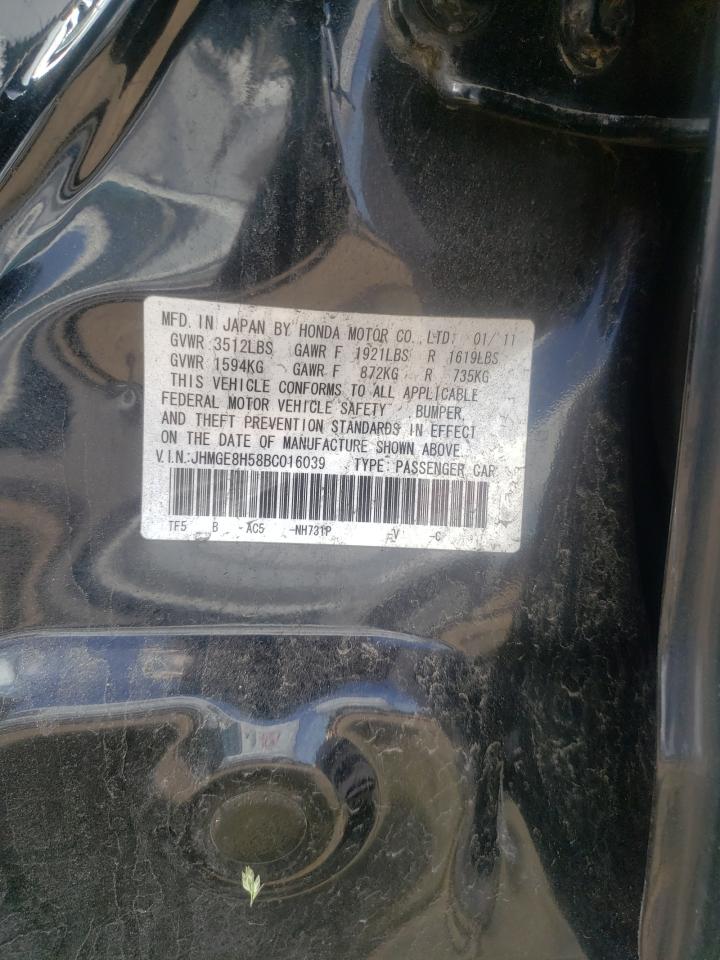 MFD. IN JAPAN BY HONDA MOTOR CO., LTD. 01/11
GVWR 3512LBS GAWR F 1921LBS R 1619LBS
GVWR 1594KG GAWR F 872KG R 735KG
THIS VEHICLE CONFORMS TO ALL APPLICABLE
FEDERAL MOTOR VEHICLE SAFETY, BUMPER,
AND THEFT PREVENTION STANDARDS IN EFFECT
ON THE DATE OF MANUFACTURE SHOWN ABOVE.
V.I.N.:JHMGE8H58BC016039 TYPE: PASSENGER CAR
TF5 B -AC5 -NH731P -V -C